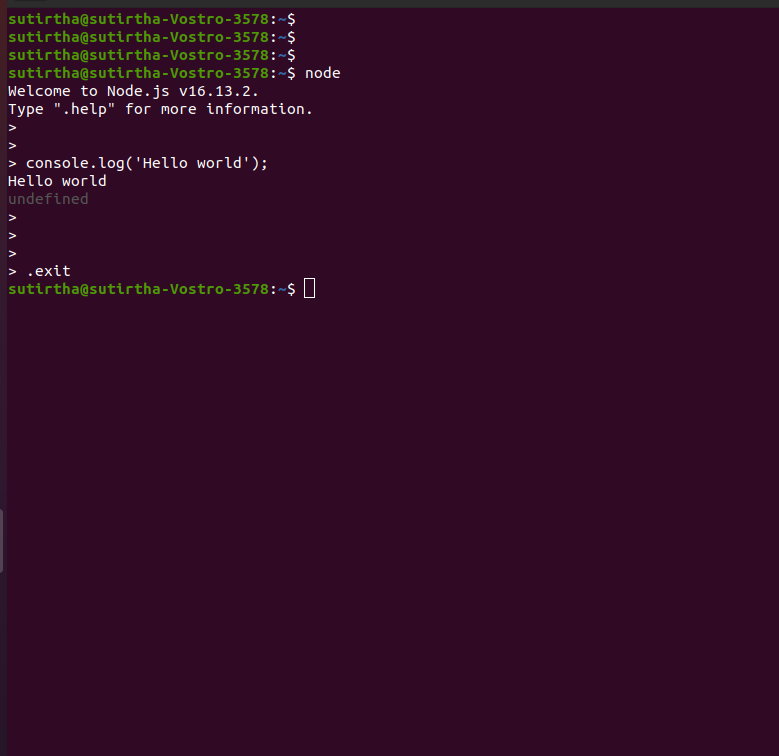 sutirtha@sutirtha-Vostro-3578:~$
sutirtha@sutirtha-Vostro-3578:~$
sutirtha@sutirtha-Vostro-3578:~$
sutirtha@sutirtha-Vostro-3578:~$ node
Welcome to Node.js v16.13.2.
Type ".help" for more information.
>
>
> console.log('Hello world');
Hello world
undefined
>
>
>
> .exit
sutirtha@sutirtha-Vostro-3578:~$